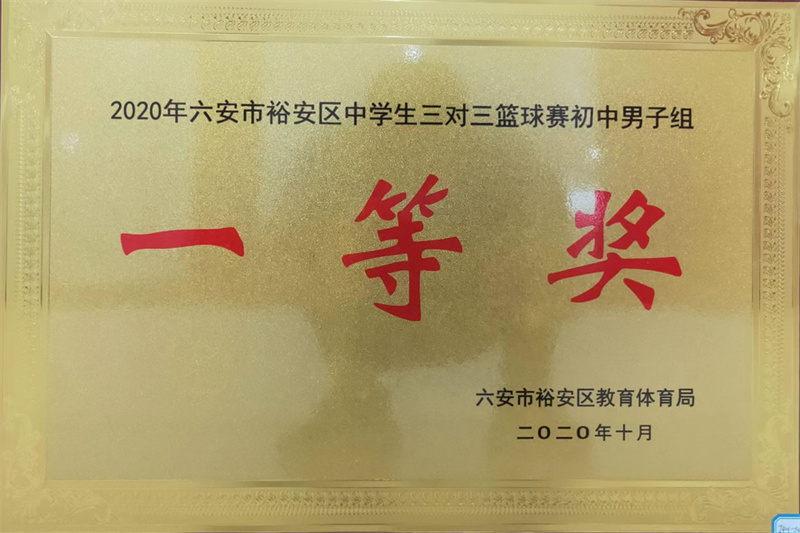 2020年六安市裕安区中学生三对三篮球赛初中男子组
一等奖
六安市裕安区教育体育局
二〇二〇年十月